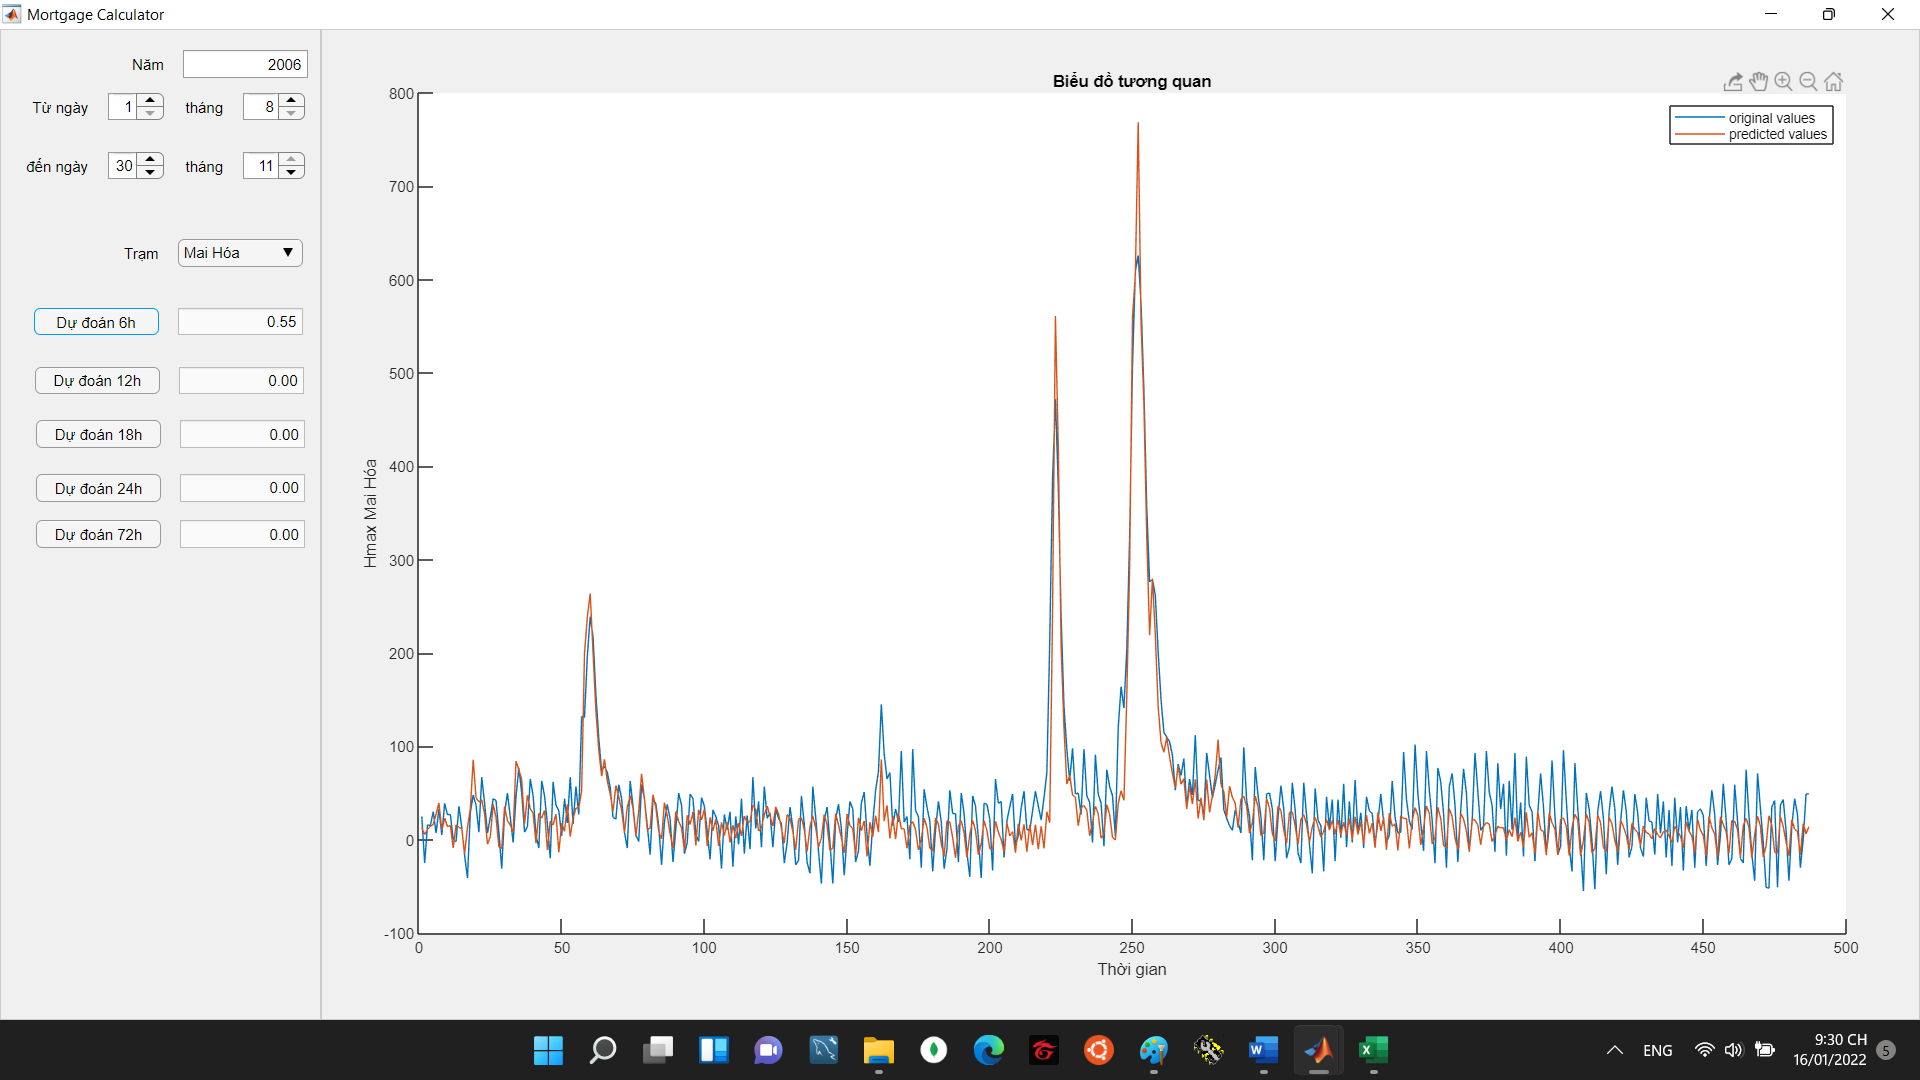 Mortgage Calculator
Năm 2006
Từ ngày 1 tháng 8
đến ngày 30 tháng 11
Trạm Mai Hóa
Dự đoán 6h 0.55
Dự đoán 12h 0.00
Dự đoán 18h 0.00
Dự đoán 24h 0.00
Dự đoán 72h 0.00
Biểu đồ tương quan
original values
predicted values
800
700
600
500
400
300
200
100
0
-100
Hmax Mai Hóa
0 50 100 150 200 250 300 350 400 450 500
Thời gian
ENG
9:30 CH
16/01/2022
5